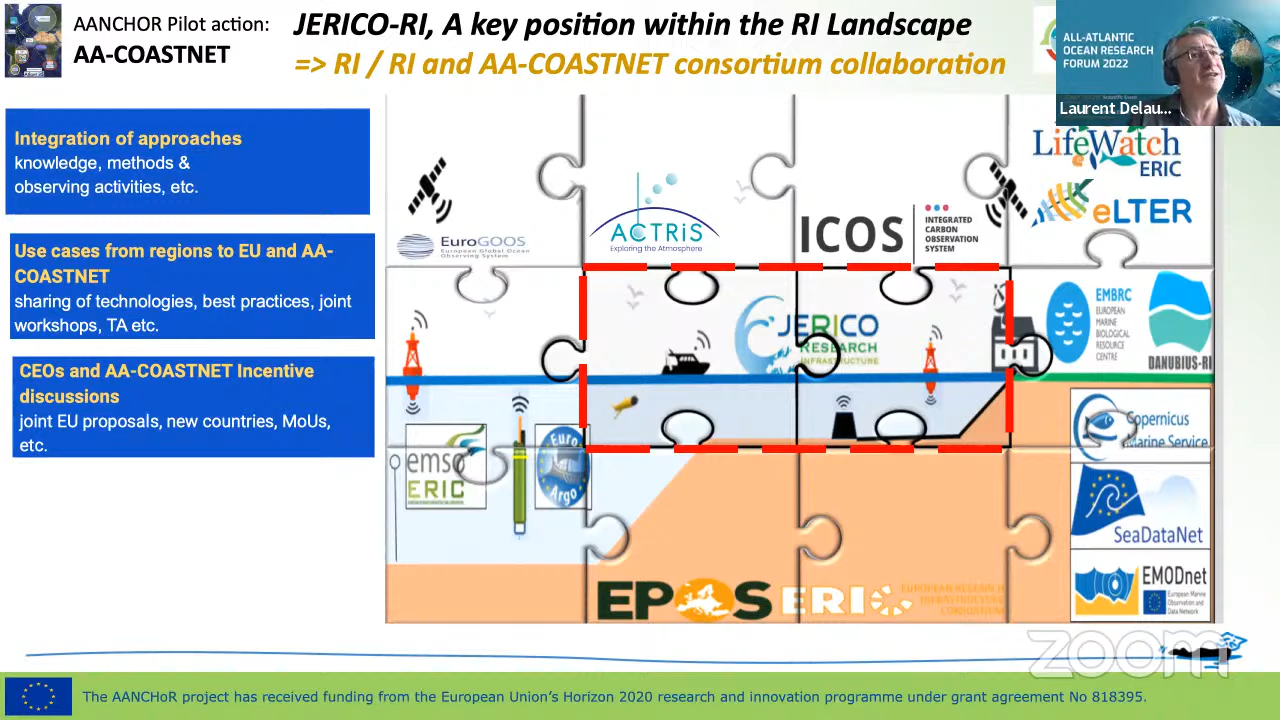 AANCHOR Pilot action:
AA-COASTNET
JERICO-RI, A key position within the RI Landscape
=> RI / RI and AA-COASTNET consortium collaboration
ALL-ATLANTIC
OCEAN RESEARCH
FORUM 2022
Laurent Delau...
Integration of approaches
knowledge, methods &
observing activities, etc.
Use cases from regions to EU and AA-
COASTNET
sharing of technologies, best practices, joint
workshops, TA etc.
CEOs and AA-COASTNET Incentive
discussions
joint EU proposals, new countries, MoUs,
etc.
EuroGOOS
European Global Ocean
Observing System
ACTRiS
Exploring the Atmosphere
ICOS
INTEGRATED
CARBON
OBSERVATION
SYSTEM
LifeWatch
ERIC
eLTER
JERICO
RESEARCH
INFRASTRUCTURE
EMBRC
EUROPEAN
MARINE
BIOLOGICAL
RESOURCE
CENTRE
DANUBIUS-RI
emso
ERIC
Euro
Argo
Copernicus
Marine Service
SeaDataNet
EMODnet
European Marine
Observation and
Data Network
EPOS ERIC
EUROPEAN RESEARCH
INFRASTRUCTURE
CONSORTIUM
zoom
The AANCHoR project has received funding from the European Union's Horizon 2020 research and innovation programme under grant agreement No 818395.